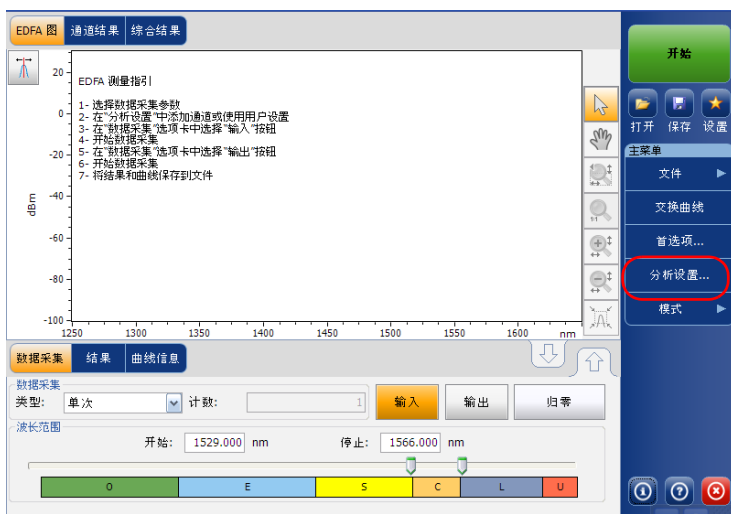 EDFA 图 通道结果 综合结果
EDFA 测量指引
1- 选择数据采集参数
2- 在"分析设置"中添加通道或使用用户设置
3- 在"数据采集"选项卡中选择"输入"按钮
4- 开始数据采集
5- 在"数据采集"选项卡中选择"输出"按钮
6- 开始数据采集
7- 将结果和曲线保存到文件
20
0
-20
-40
-60
-80
-100
dBm
1250 1300 1350 1400 1450 1500 1550 1600 nm
1:1
开始
打开 保存 设置
主菜单
文件
交换曲线
首选项...
分析设置...
模式
数据采集 结果 曲线信息
数据采集
类型: 单次 计数: 1 输入 输出 归零
波长范围
开始: 1529.000 nm 停止: 1566.000 nm
O E S C L U